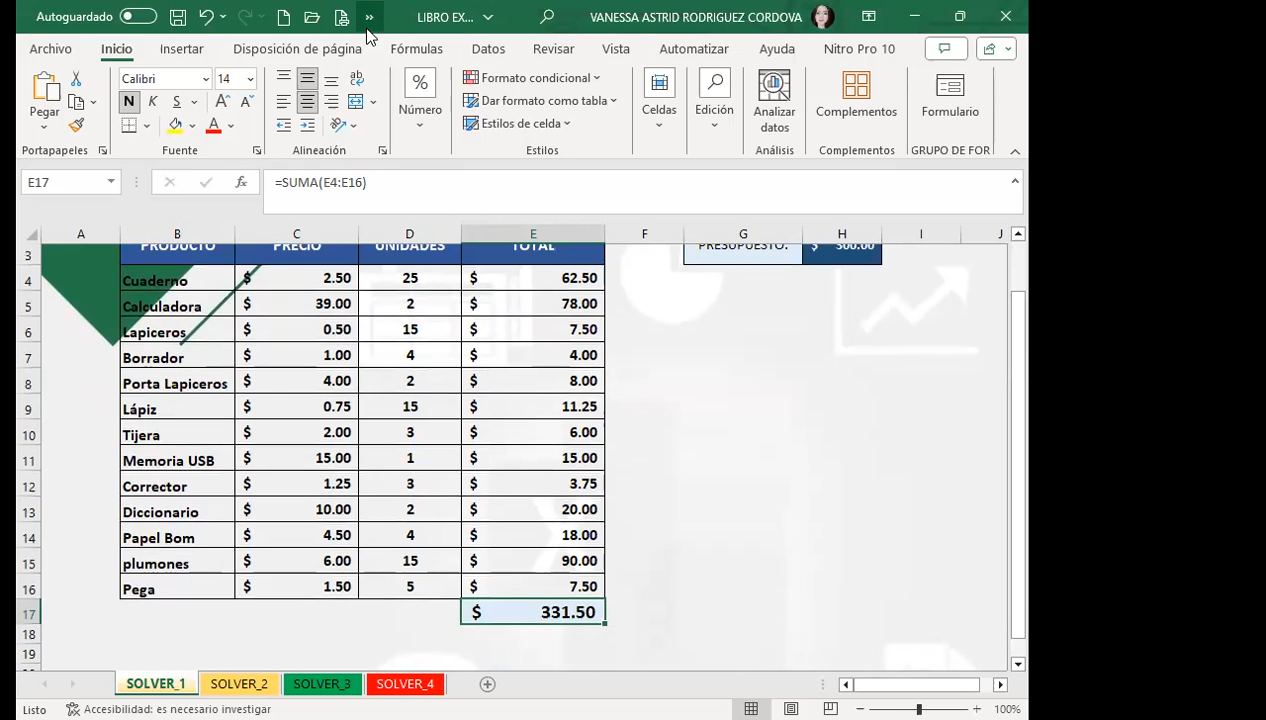 Autoguardado LIBRO EX... VANESSA ASTRID RODRIGUEZ CORDOVA
Archivo Inicio Insertar Disposición de página Fórmulas Datos Revisar Vista Automatizar Ayuda Nitro Pro 10
Pegar
Portapapeles
Calibri 14
N K S
Fuente
ab
Alineación
%
Número
Formato condicional
Dar formato como tabla
Estilos de celda
Estilos
Celdas
Edición
Analizar
datos
Análisis
Complementos
Complementos
Formulario
GRUPO DE FOR
E17 fx =SUMA(E4:E16)
A B C D E F G H I J
3 PRODUCTO PRECIO UNIDADES TOTAL PRESUPUESTO: $ 300.00
4 Cuaderno $ 2.50 25 $ 62.50
5 Calculadora $ 39.00 2 $ 78.00
6 Lapiceros $ 0.50 15 $ 7.50
7 Borrador $ 1.00 4 $ 4.00
8 Porta Lapiceros $ 4.00 2 $ 8.00
9 Lápiz $ 0.75 15 $ 11.25
10 Tijera $ 2.00 3 $ 6.00
11 Memoria USB $ 15.00 1 $ 15.00
12 Corrector $ 1.25 3 $ 3.75
13 Diccionario $ 10.00 2 $ 20.00
14 Papel Bom $ 4.50 4 $ 18.00
15 plumones $ 6.00 15 $ 90.00
16 Pega $ 1.50 5 $ 7.50
17 $ 331.50
18
19
SOLVER_1 SOLVER_2 SOLVER_3 SOLVER_4
Listo Accesibilidad: es necesario investigar 100%